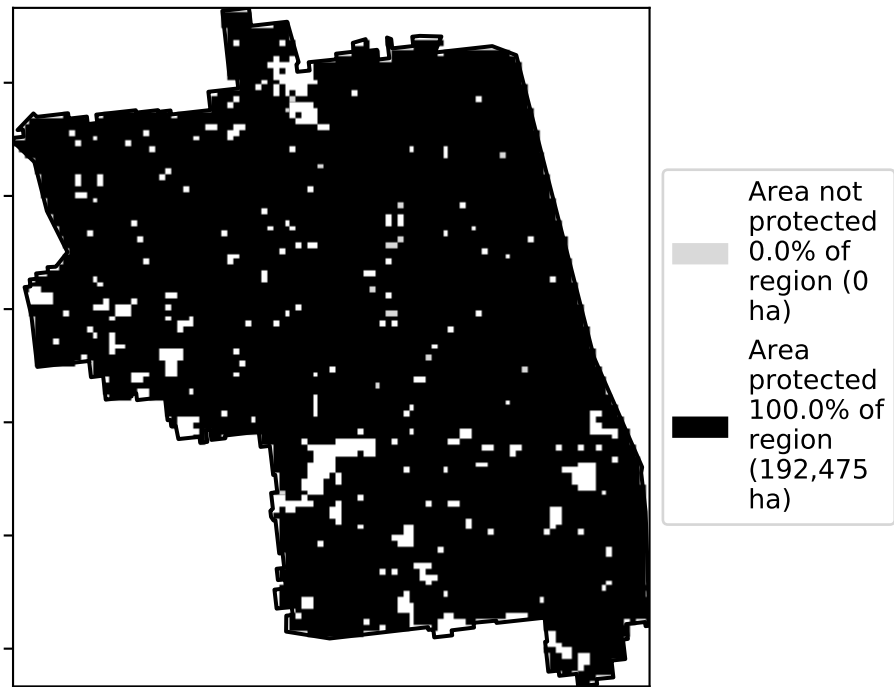 Area not
protected
0.0% of
region (0
ha)
Area
protected
100.0% of
region
(192,475
ha)